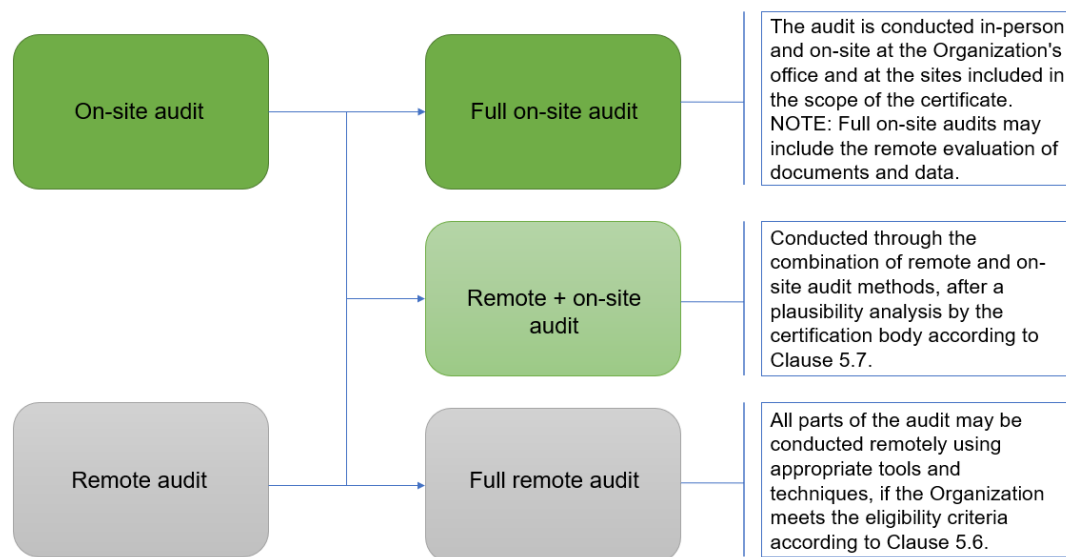 On-site audit
Full on-site audit
The audit is conducted in-person
and on-site at the Organization's
office and at the sites included in
the scope of the certificate.
NOTE: Full on-site audits may
include the remote evaluation of
documents and data.
Remote + on-site
audit
Conducted through the
combination of remote and on-
site audit methods, after a
plausibility analysis by the
certification body according to
Clause 5.7.
Remote audit
Full remote audit
All parts of the audit may be
conducted remotely using
appropriate tools and
techniques, if the Organization
meets the eligibility criteria
according to Clause 5.6.